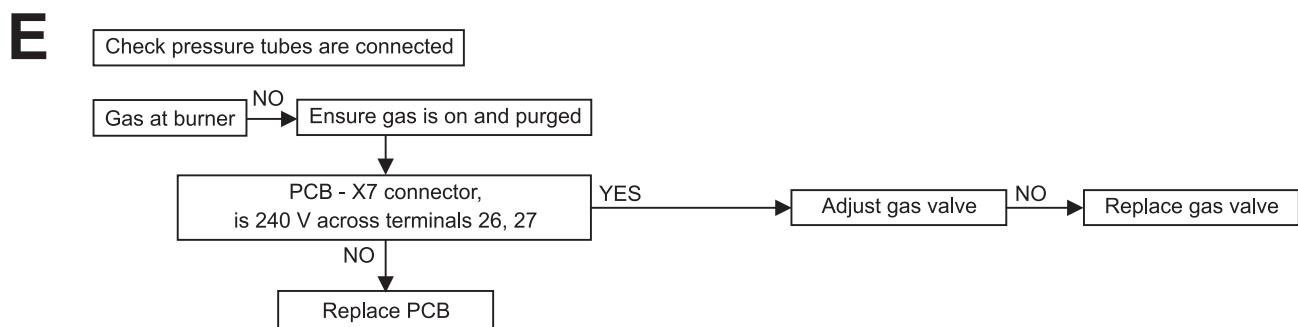 E
Check pressure tubes are connected
Gas at burner
NO
Ensure gas is on and purged
PCB - X7 connector,
is 240 V across terminals 26, 27
YES
Adjust gas valve
NO
Replace gas valve
NO
Replace PCB